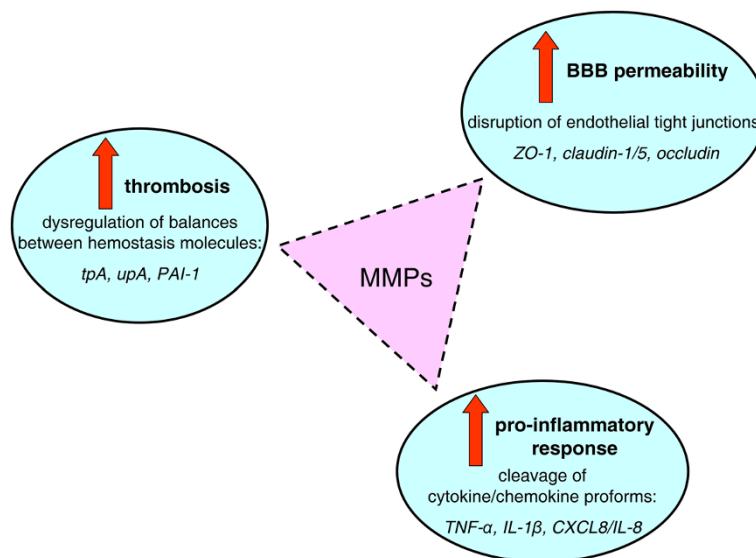 BBB permeability
disruption of endothelial tight junctions:
ZO-1, claudin-1/5, occludin
thrombosis
dysregulation of balances
between hemostasis molecules:
tpA, upA, PAI-1
MMPs
pro-inflammatory
response
cleavage of
cytokine/chemokine proforms:
TNF-α, IL-1β, CXCL8/IL-8